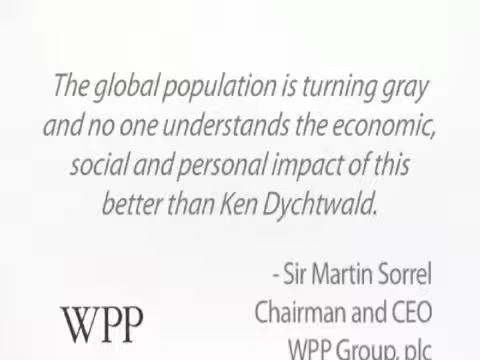 The global population is turning gray
and no one understands the economic,
social and personal impact of this
better than Ken Dychtwald.
- Sir Martin Sorrel
Chairman and CEO
WPP
WPP Group, plc